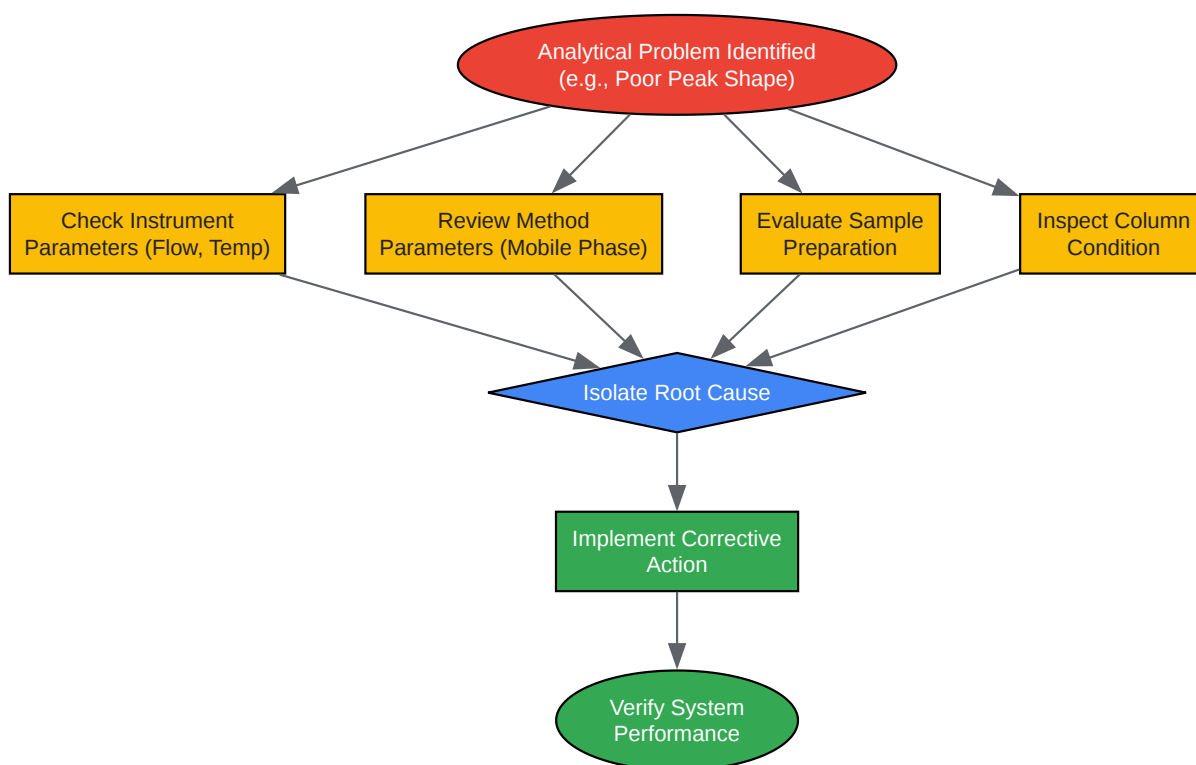 Analytical Problem Identified
(e.g., Poor Peak Shape)
Check Instrument
Parameters (Flow, Temp)
Review Method
Parameters (Mobile Phase)
Evaluate Sample
Preparation
Inspect Column
Condition
Isolate Root Cause
Implement Corrective
Action
Verify System
Performance